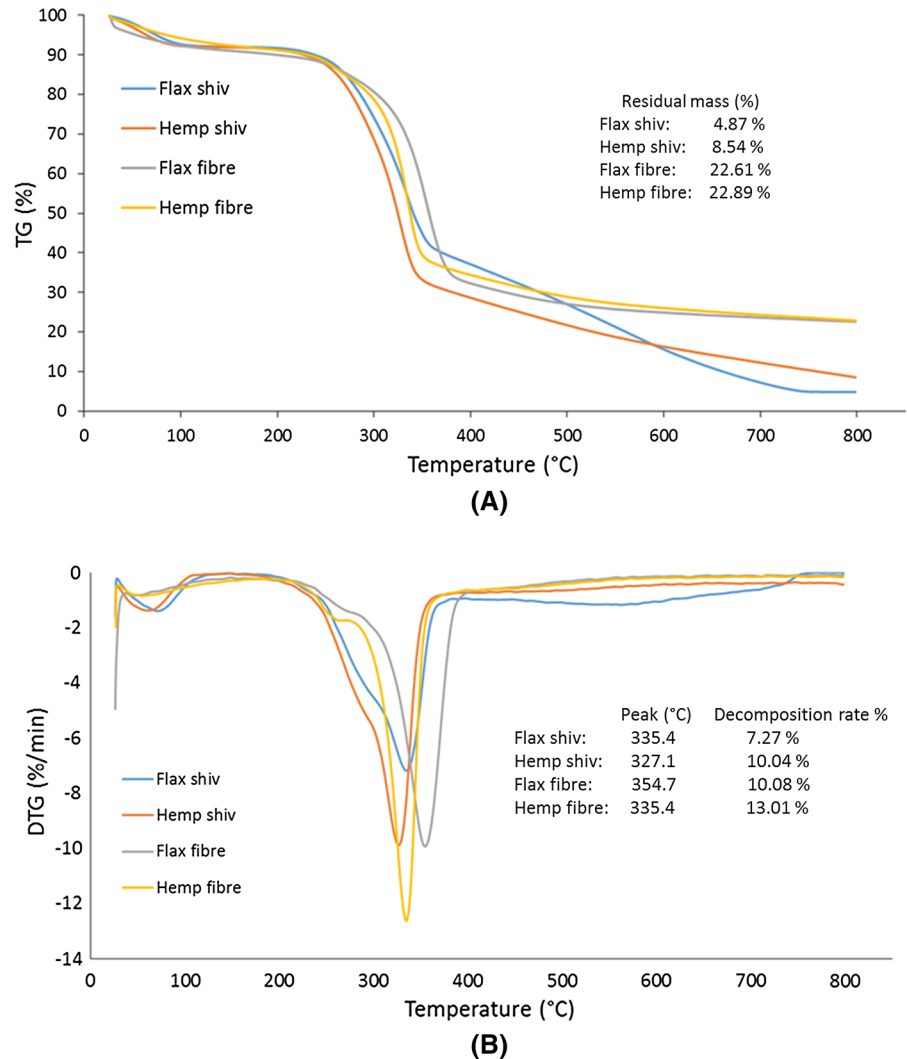 100
90
80
70
60
50
40
30
20
10
0
TG (%)
Flax shiv
Hemp shiv
Flax fibre
Hemp fibre
Residual mass (%)
Flax shiv: 4.87 %
Hemp shiv: 8.54 %
Flax fibre: 22.61 %
Hemp fibre: 22.89 %
0 100 200 300 400 500 600 700 800
Temperature (°C)
(A)
0
-2
-4
-6
-8
-10
-12
-14
DTG (%/min)
Flax shiv
Hemp shiv
Flax fibre
Hemp fibre
Peak (°C) Decomposition rate %
Flax shiv: 335.4 7.27 %
Hemp shiv: 327.1 10.04 %
Flax fibre: 354.7 10.08 %
Hemp fibre: 335.4 13.01 %
0 100 200 300 400 500 600 700 800
Temperature (°C)
(B)